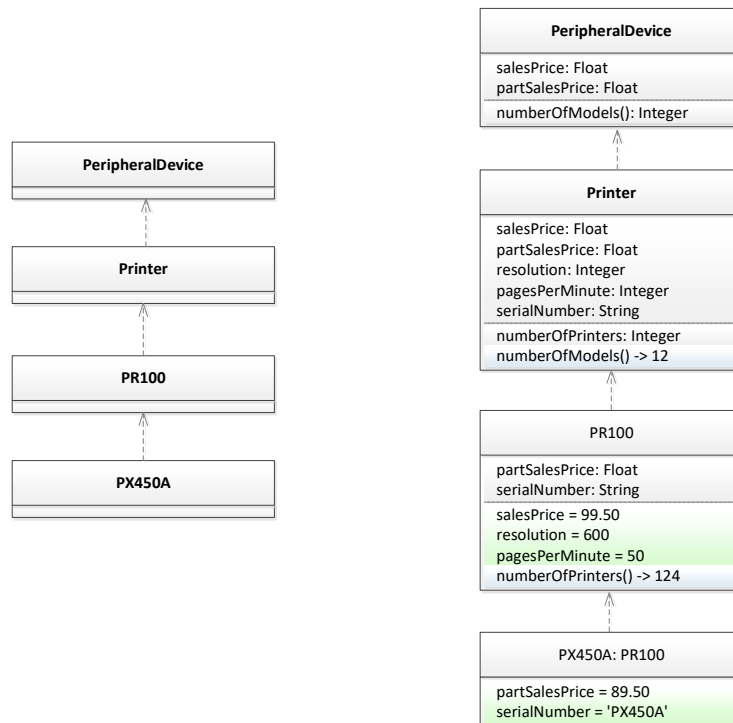 PeripheralDevice
Printer
PR100
PX450A
PeripheralDevice
salesPrice: Float
partSalesPrice: Float
numberOfModels(): Integer
Printer
salesPrice: Float
partSalesPrice: Float
resolution: Integer
pagesPerMinute: Integer
serialNumber: String
numberOfPrinters: Integer
numberOfModels() -> 12
PR100
partSalesPrice: Float
serialNumber: String
salesPrice = 99.50
resolution = 600
pagesPerMinute = 50
numberOfPrinters() -> 124
PX450A: PR100
partSalesPrice = 89.50
serialNumber = 'PX450A'